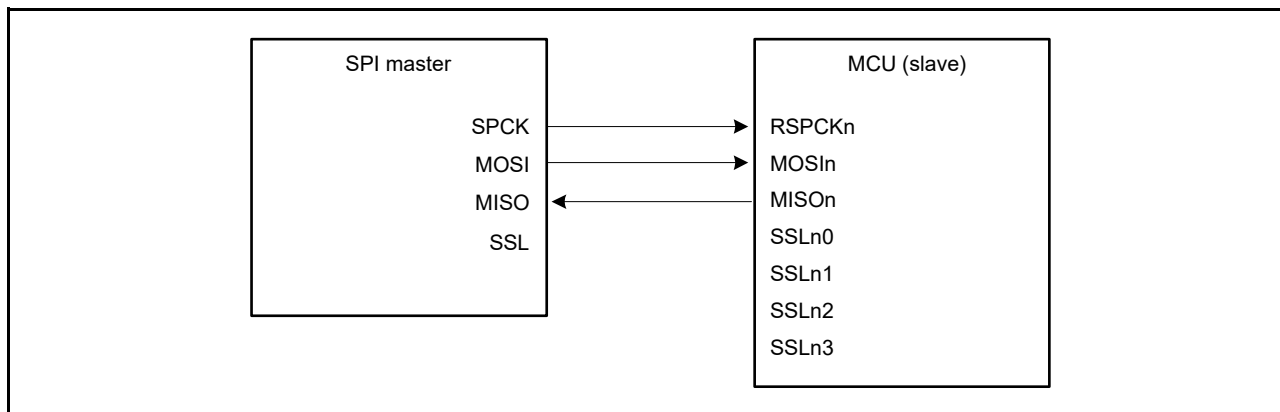 SPI master
SPCK
MOSI
MISO
SSL
MCU (slave)
RSPCKn
MOSIn
MISOn
SSLn0
SSLn1
SSLn2
SSLn3